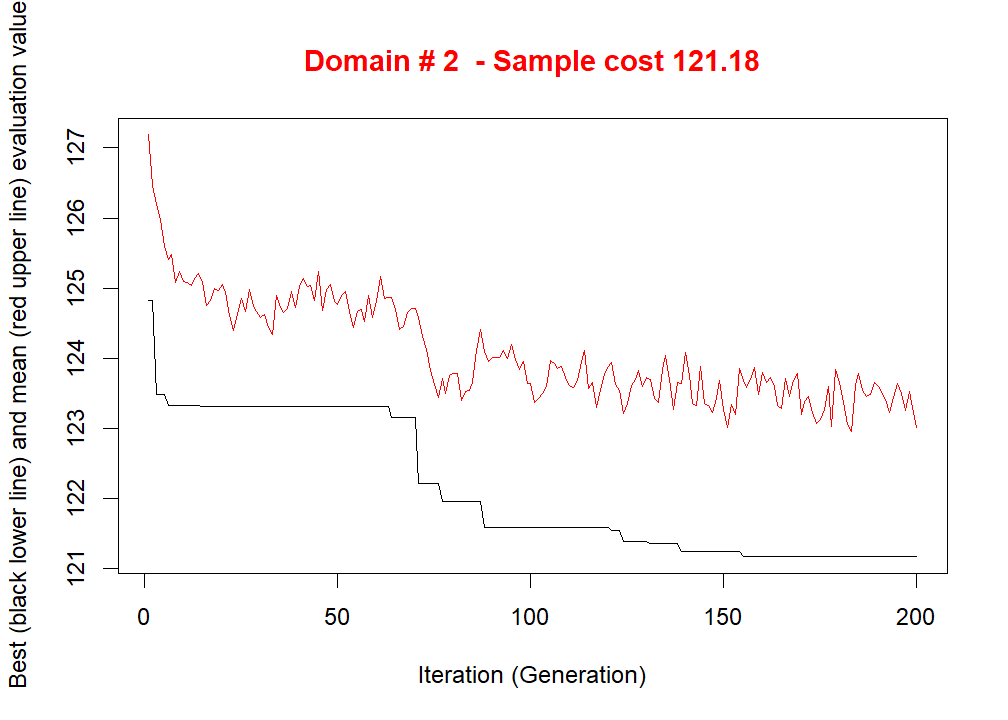 Domain # 2  - Sample cost 121.18
Best (black lower line) and mean (red upper line) evaluation value
127
126
125
124
123
122
121
0 50 100 150 200
Iteration (Generation)